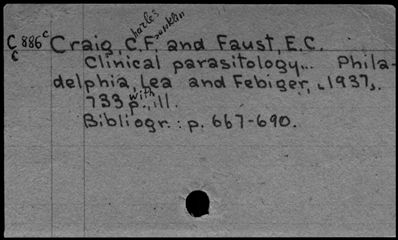 C 886c Craig, Charles Franklin C.F. and Faust, E.C.
c Clinical parasitology... Phila-
delphia, Lea and Febiger, [1937].
733 p. with ill.
Bibliogr.: p. 667-690.